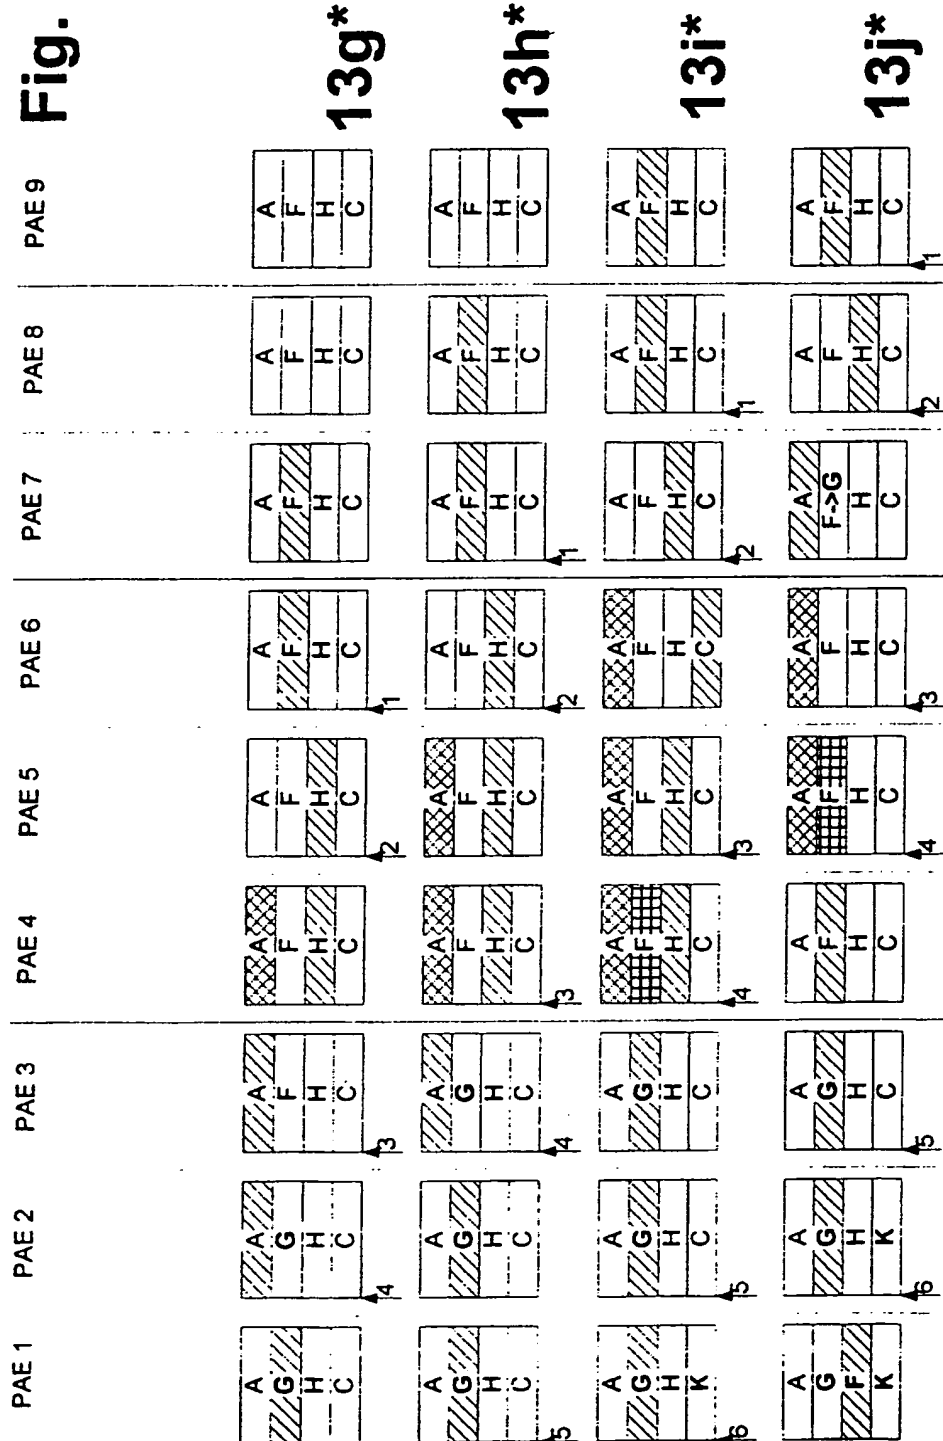 PAE 1 PAE 2 PAE 3 PAE 4 PAE 5 PAE 6 PAE 7 PAE 8 PAE 9 Fig.
A A A A A A A A A
G G F F F F F F F
H H H H H H H H H
C C C C C C C C C
13g*
4 3 2 1
A A A A A A A A A
G G G F F F F F F
H H H H H H H H H
C C C C C C C C C
13h*
5 4 3 2 1
A A A A A A A A A
G G G F F F F F F
H H H H H H H H H
K C C C C C C C C
13i*
6 5 4 3 2 1
A A A A A A A A A
G G G F F F F->G F F
F H H H H H H H H
K K C C C C C C C
13j*
6 5 4 3 2 1